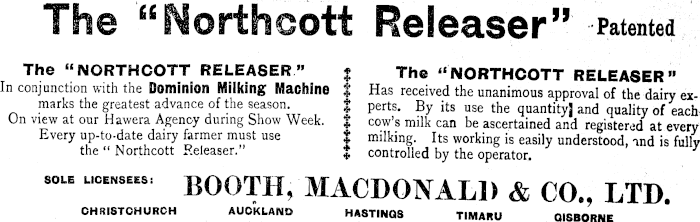 The "Northcott Releaser" Patented
The "NORTHCOTT RELEASER."
In conjunction with the Dominion Milking Machine
marks the greatest advance of the season.
On view at our Hawera Agency during Show Week.
Every up-to-date dairy farmer must use
the " Northcott Releaser."
The "NORTHCOTT RELEASER"
Has received the unanimous approval of the dairy ex-
perts. By its use the quantity and quality of each
cow's milk can be ascertained and registered at every
milking. Its working is easily understood, and is fully
controlled by the operator.
SOLE LICENSEES: BOOTH, MACDONALD & CO., LTD.
CHRISTCHURCH AUCKLAND HASTINGS TIMARU GISBORNE